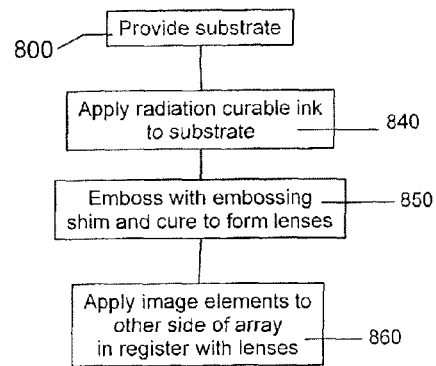 Provide substrate
800
Apply radiation curable ink
to substrate
840
Emboss with embossing
shim and cure to form lenses
850
Apply image elements to
other side of array
in register with lenses
860